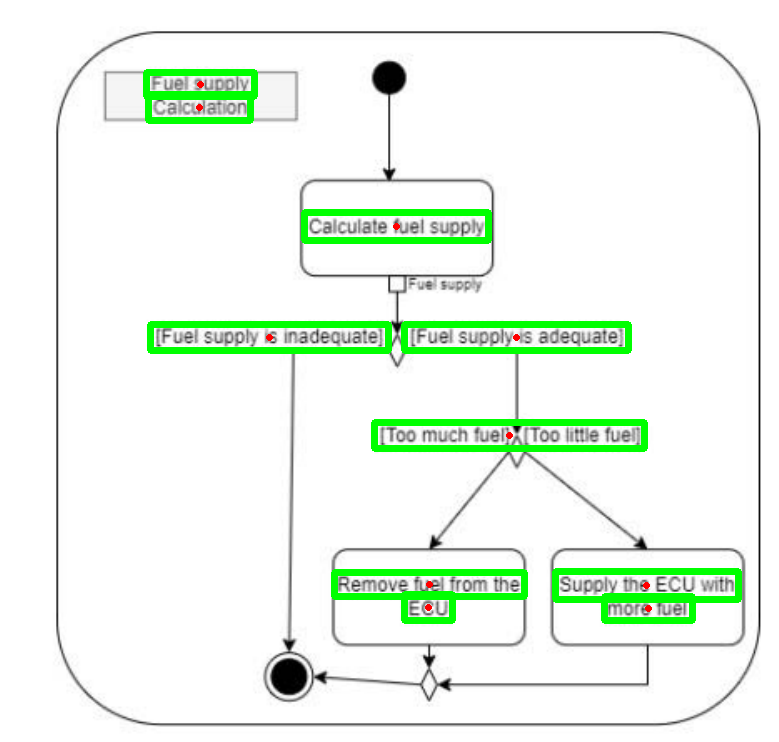 Fuel supply
Calculation
Calculate fuel supply
Fuel supply
[Fuel supply is inadequate] [Fuel supply is adequate]
[Too much fuel] [Too little fuel]
Remove fuel from the
ECU
Supply the ECU with
more fuel